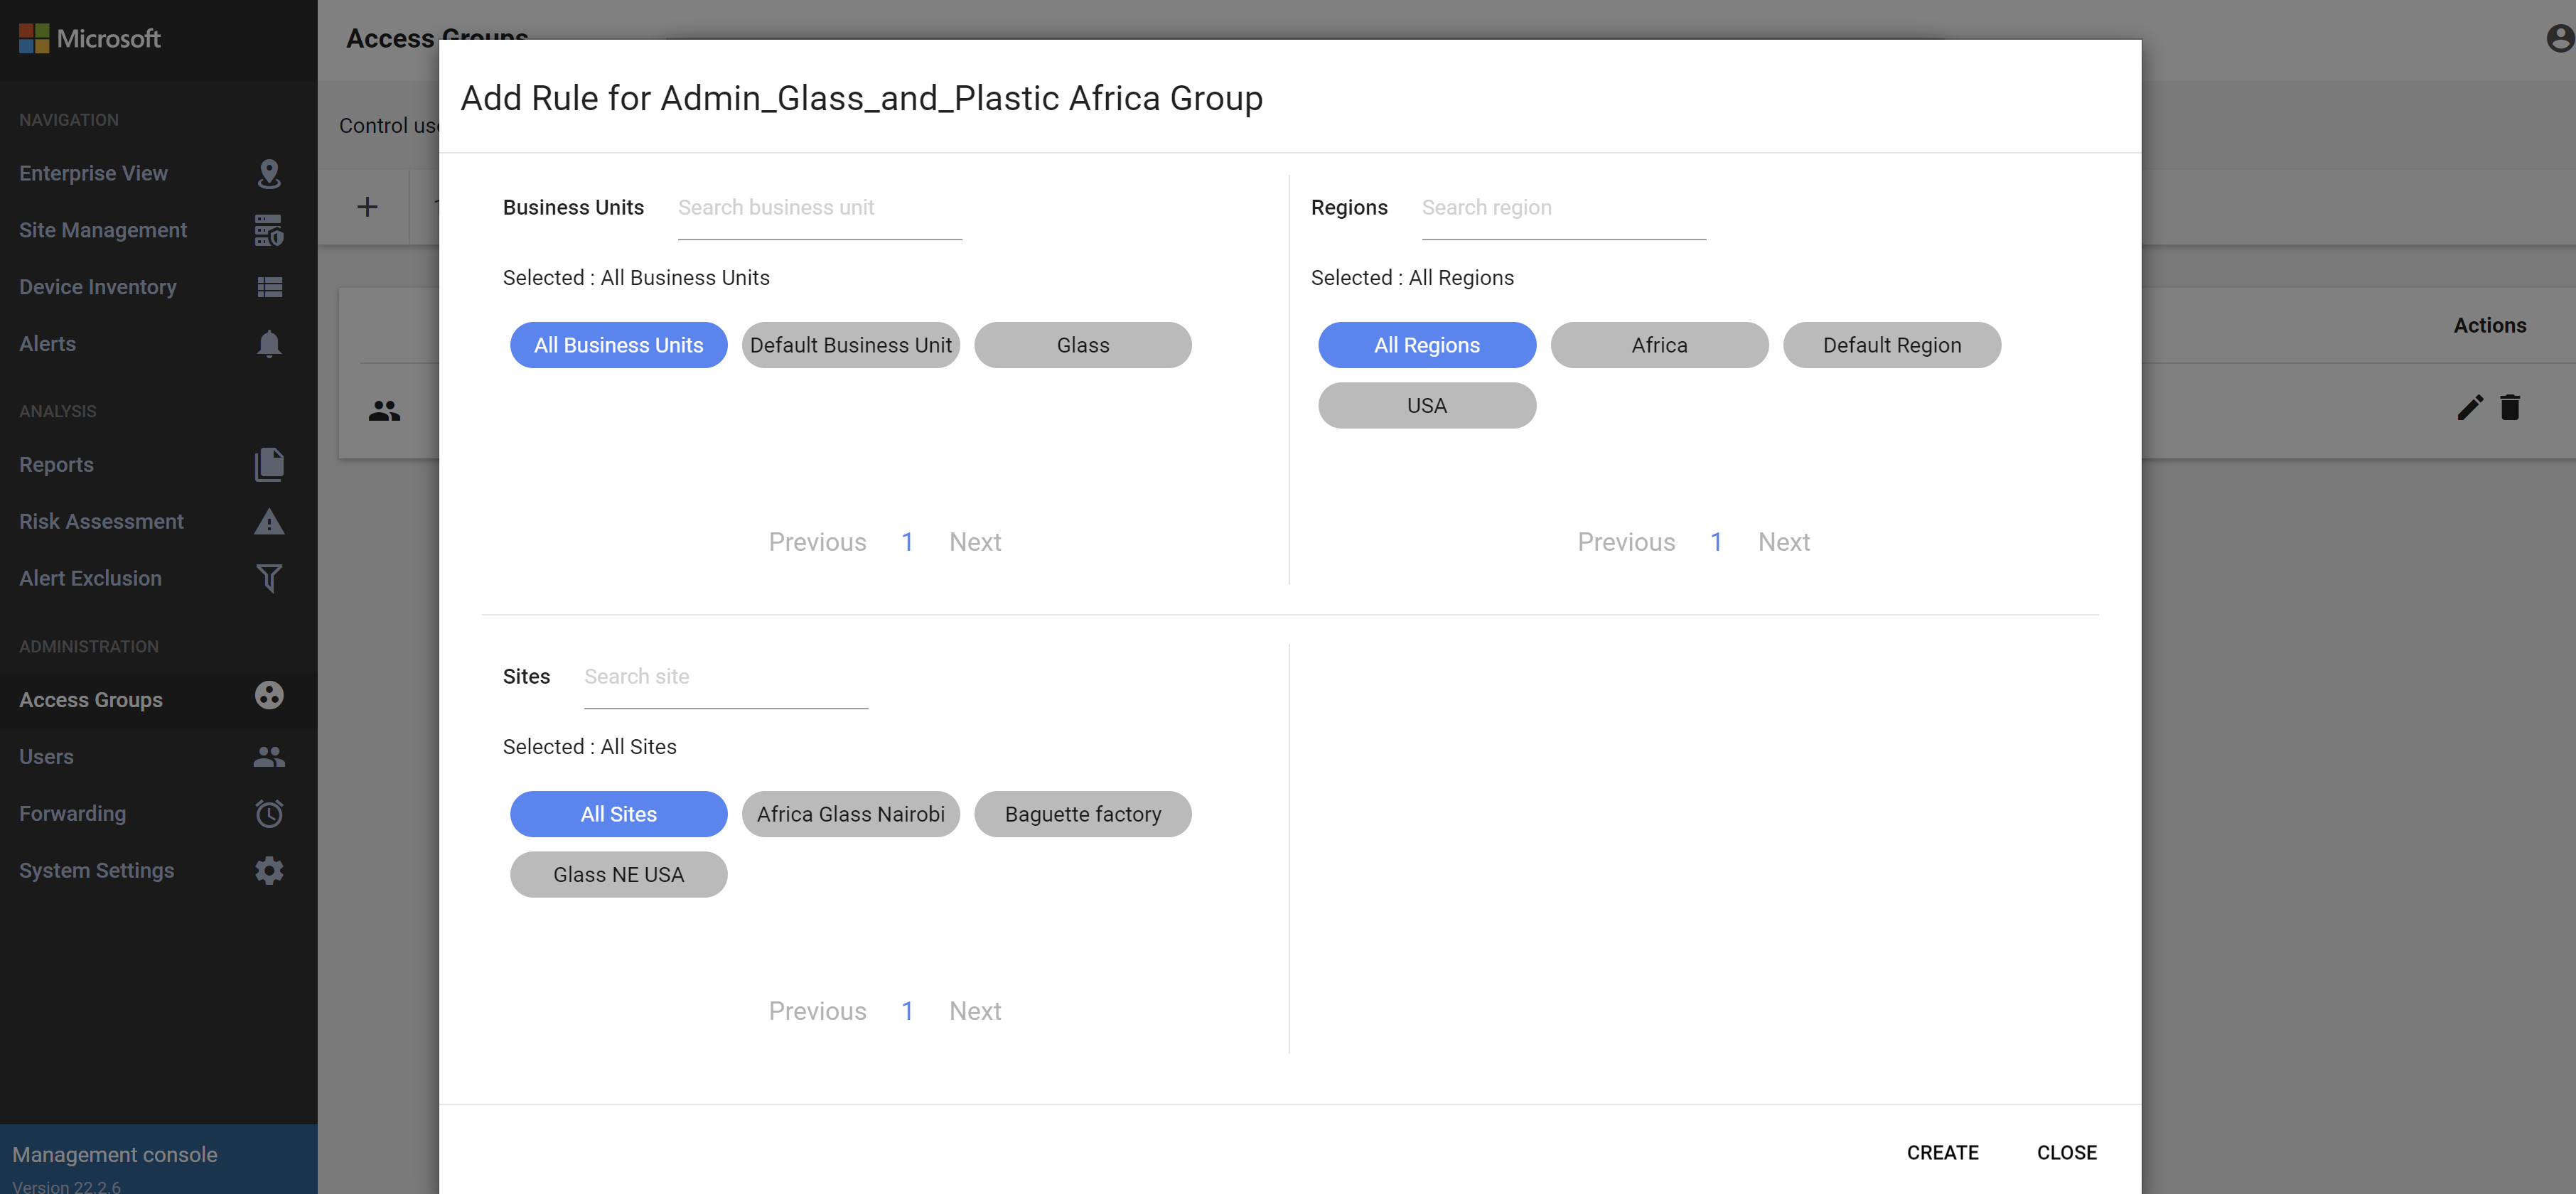 Microsoft
NAVIGATION
Enterprise View
Site Management
Device Inventory
Alerts
ANALYSIS
Reports
Risk Assessment
Alert Exclusion
ADMINISTRATION
Access Groups
Users
Forwarding
System Settings
Management console
Version 22.2.6
Access Groups
Control
Actions
Add Rule for Admin_Glass_and_Plastic Africa Group
Business Units Search business unit
Selected : All Business Units
All Business Units Default Business Unit Glass
Previous 1 Next
Regions Search region
Selected : All Regions
All Regions Africa Default Region
USA
Previous 1 Next
Sites Search site
Selected : All Sites
All Sites Africa Glass Nairobi Baguette factory
Glass NE USA
Previous 1 Next
CREATE CLOSE